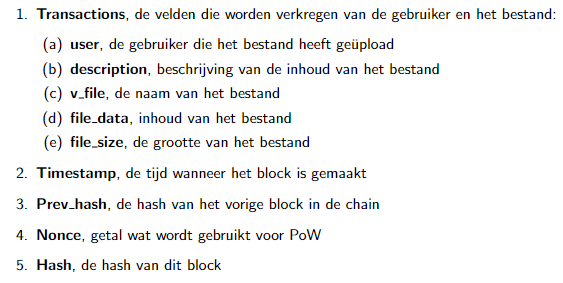 1. Transactions, de velden die worden verkregen van de gebruiker en het bestand:
(a) user, de gebruiker die het bestand heeft geüpload
(b) description, beschrijving van de inhoud van het bestand
(c) v_file, de naam van het bestand
(d) file_data, inhoud van het bestand
(e) file_size, de grootte van het bestand
2. Timestamp, de tijd wanneer het block is gemaakt
3. Prev_hash, de hash van het vorige block in de chain
4. Nonce, getal wat wordt gebruikt voor PoW
5. Hash, de hash van dit block